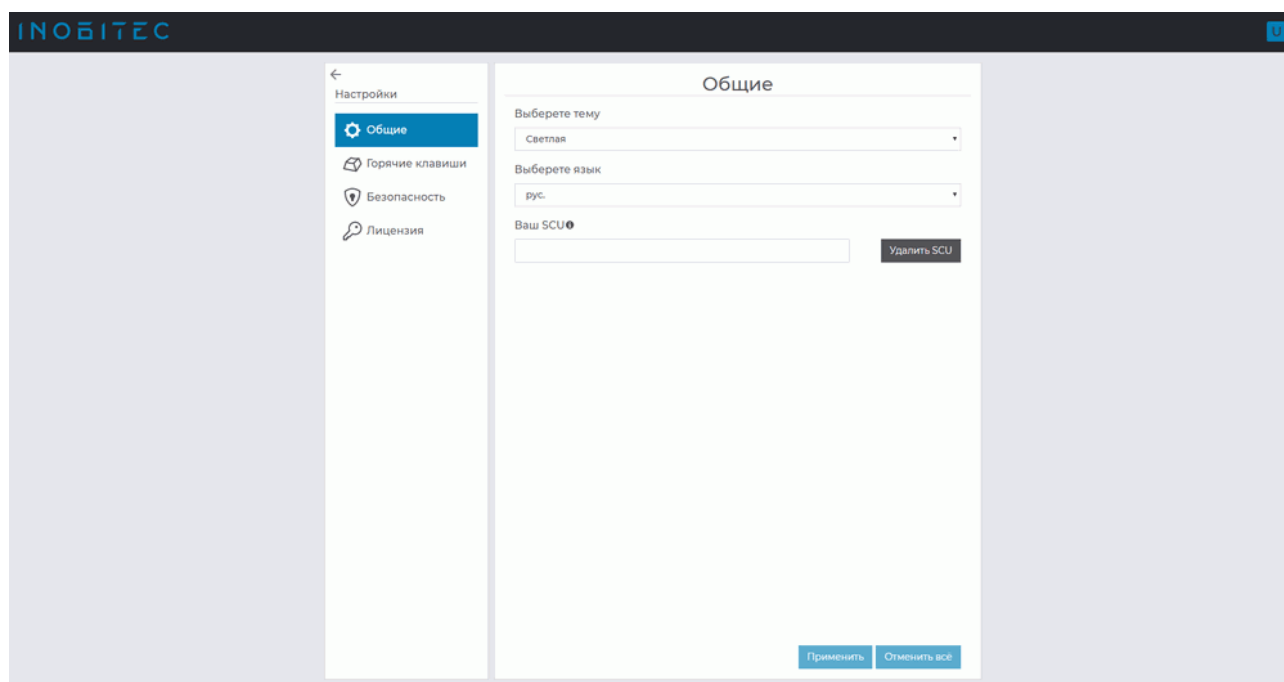 INOBITEC
U
Настройки
Общие
Горячие клавиши
Безопасность
Лицензия
Общие
Выберете тему
Светлая
Выберете язык
рус.
Ваш SCU
Удалить SCU
Применить
Отменить всё